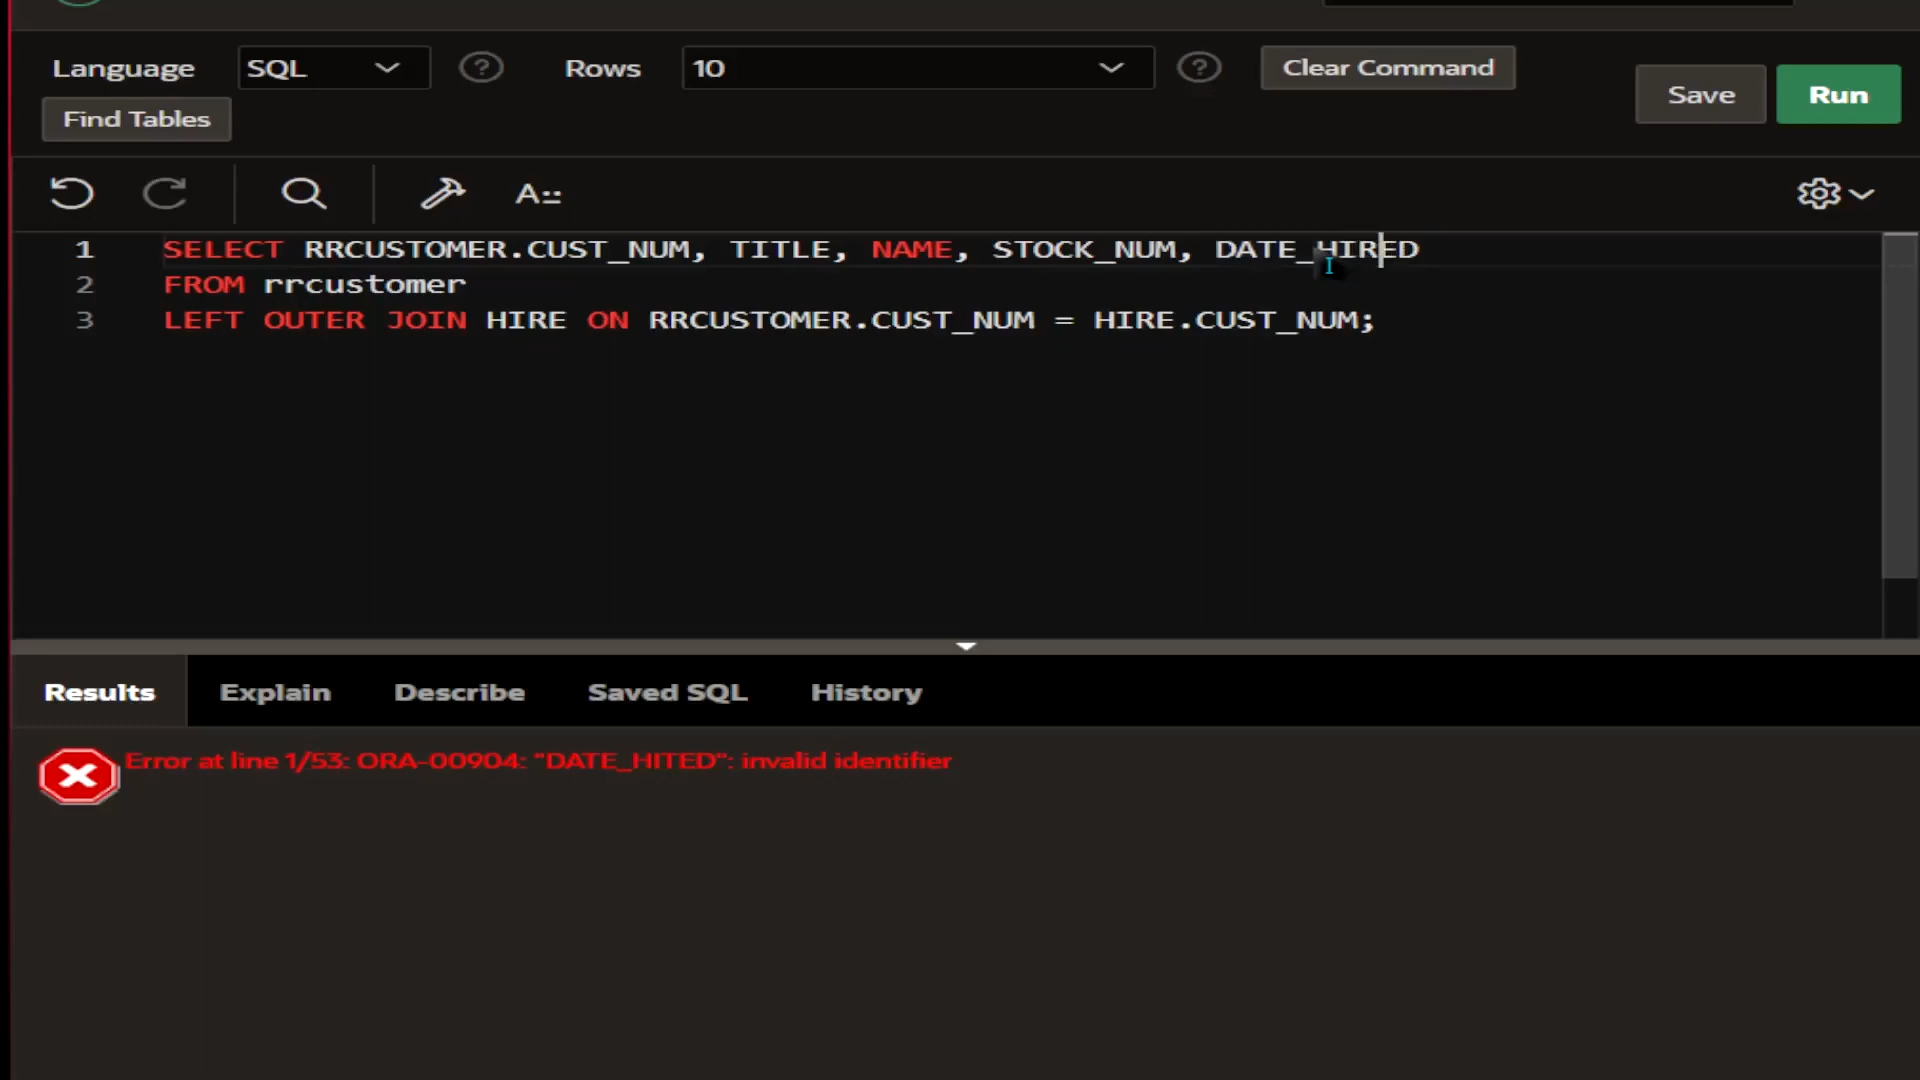 Language SQL Rows 10 Clear Command
Save Run
Find Tables
A
1 SELECT RRCUSTOMER.CUST_NUM, TITLE, NAME, STOCK_NUM, DATE_HIRED
2 FROM rrcustomer
3 LEFT OUTER JOIN HIRE ON RRCUSTOMER.CUST_NUM = HIRE.CUST_NUM;
Results Explain Describe Saved SQL History
Error at line 1/53: ORA-00904: "DATE_HITED": invalid identifier